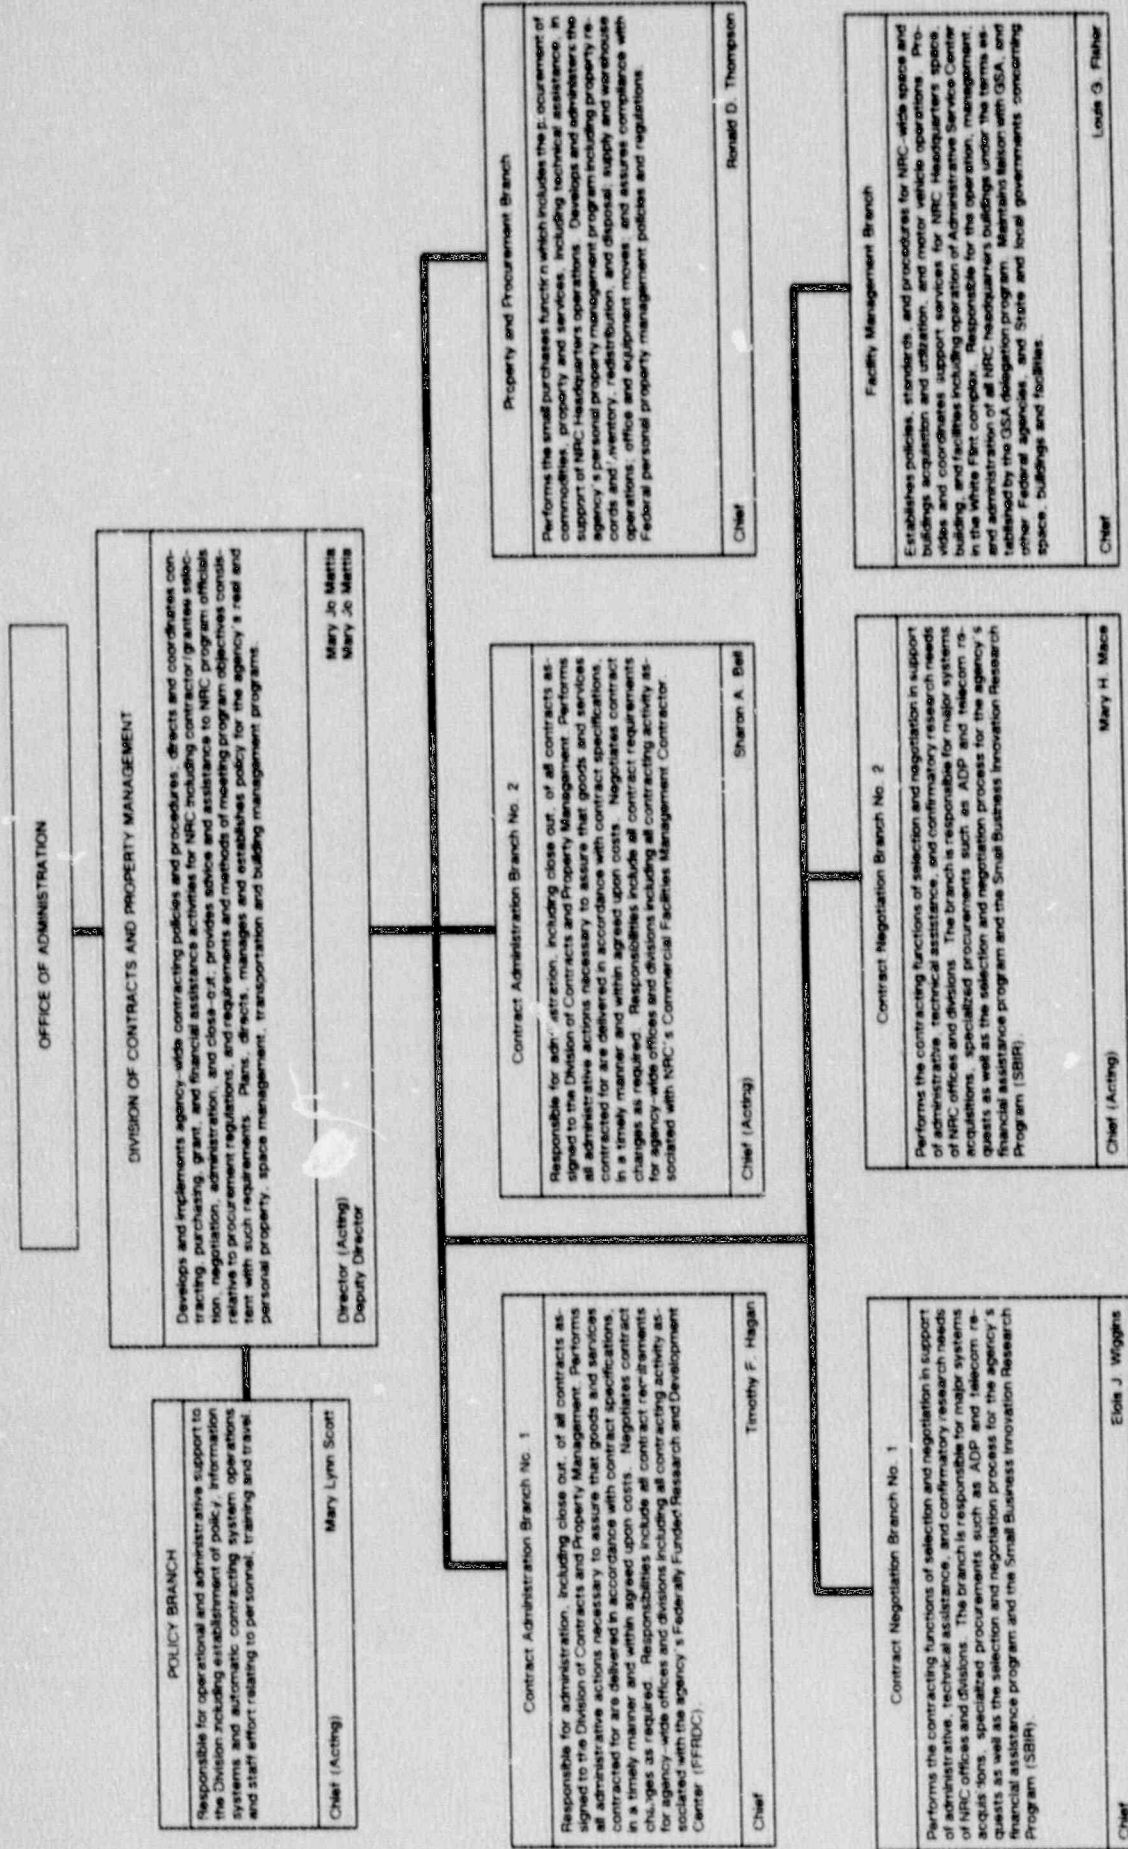 OFFICE OF ADMINISTRATION
DIVISION OF CONTRACTS AND PROPERTY MANAGEMENT
Develops and implements agency-wide contracting policies and procedures, directs and coordinates con-
tracting, purchasing, grant, and financial assistance activities for NRC including contractor/grantee selec-
tion, negotiation, administration, and close-out; provides advice and assistance to NRC program officials
relative to procurement regulations, and requirements and methods of meeting program objectives consis-
tent with such requirements. Plans, directs, manages and establishes policy for the agency's real and
personal property, space management, transportation and building management programs.
Director (Acting) Mary Jo Mattia
Deputy Director Mary Jo Mattia
POLICY BRANCH
Responsible for operational and administrative support to
the Division including establishment of policy, information
systems and automatic contracting system operations
and staff effort relating to personnel, training and travel.
Chief (Acting) Mary Lynn Scott
Contract Administration Branch No. 1
Responsible for administration, including close out, of all contracts as-
signed to the Division of Contracts and Property Management. Performs
all administrative actions necessary to assure that goods and services
contracted for are delivered in accordance with contract specifications,
in a timely manner and within agreed upon costs. Negotiates contract
changes as required. Responsibilities include all contract requirements
for agency-wide offices and divisions including all contracting activity as-
sociated with the agency's Federally Funded Research and Development
Center (FFRDC).
Chief Timothy F. Hagan
Contract Administration Branch No. 2
Responsible for administration, including close out, of all contracts as-
signed to the Division of Contracts and Property Management. Performs
all administrative actions necessary to assure that goods and services
contracted for are delivered in accordance with contract specifications,
in a timely manner and within agreed upon costs. Negotiates contract
changes as required. Responsibilities include all contract requirements
for agency-wide offices and divisions including all contracting activity as-
sociated with NRC's Commercial Facilities Management Contractor.
Chief (Acting) Sharon A. Bell
Property and Procurement Branch
Performs the small purchases function which includes the procurement of
commodities, property and services, including technical assistance, in
support of NRC Headquarters operations. Develops and administers the
agency's personal property management program including property re-
cords and inventory, redistribution, and disposal; supply and warehouse
operations; office and equipment moves; and assures compliance with
Federal personal property management policies and regulations.
Chief Ronald D. Thompson
Contract Negotiation Branch No. 1
Performs the contracting functions of selection and negotiation in support
of administrative, technical assistance, and confirmatory research needs
of NRC offices and divisions. The branch is responsible for major systems
acquisitions, specialized procurements such as ADP and telecom re-
quests as well as the selection and negotiation process for the agency's
financial assistance program and the Small Business Innovation Research
Program (SBIR).
Chief Elois J. Wiggins
Contract Negotiation Branch No. 2
Performs the contracting functions of selection and negotiation in support
of administrative, technical assistance, and confirmatory research needs
of NRC offices and divisions. The branch is responsible for major systems
acquisitions, specialized procurements such as ADP and telecom re-
quests as well as the selection and negotiation process for the agency's
financial assistance program and the Small Business Innovation Research
Program (SBIR).
Chief (Acting) Mary H. Mace
Facility Management Branch
Establishes policies, standards, and procedures for NRC-wide space and
buildings acquisition and utilization, and motor vehicle operations. Pro-
vides and coordinates support services for NRC Headquarters space,
building, and facilities including operation of Administrative Service Center
in the White Flint complex. Responsible for the operation, management,
and administration of all NRC headquarters buildings under the terms es-
tablished by the GSA delegation program. Maintains liaison with GSA, and
other Federal agencies, and State and local governments concerning
space, buildings and facilities.
Chief Louis G. Fisher